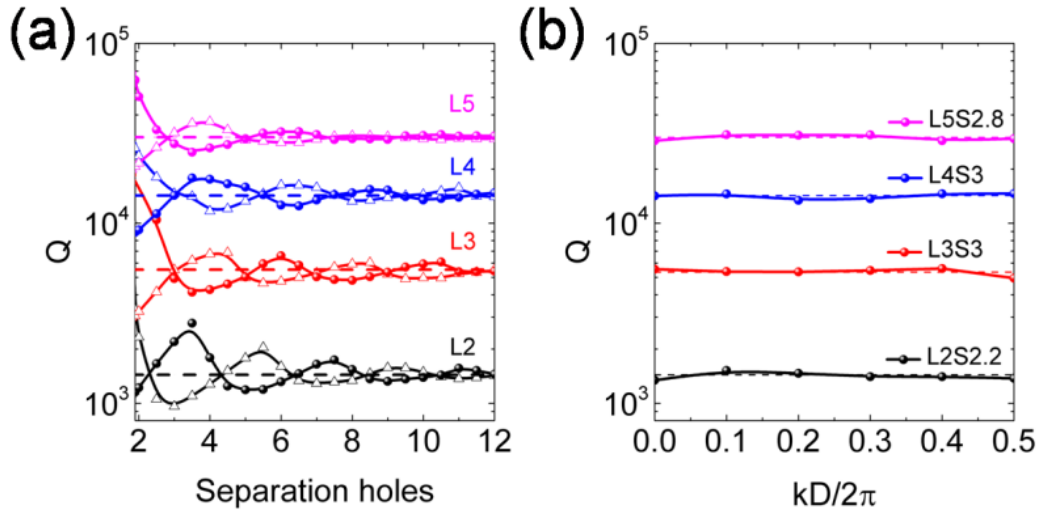 (a)
10^5
10^4
10^3
Q
L5
L4
L3
L2
2 4 6 8 10 12
Separation holes
(b)
10^5
10^4
10^3
Q
L5S2.8
L4S3
L3S3
L2S2.2
0.0 0.1 0.2 0.3 0.4 0.5
kD/2π